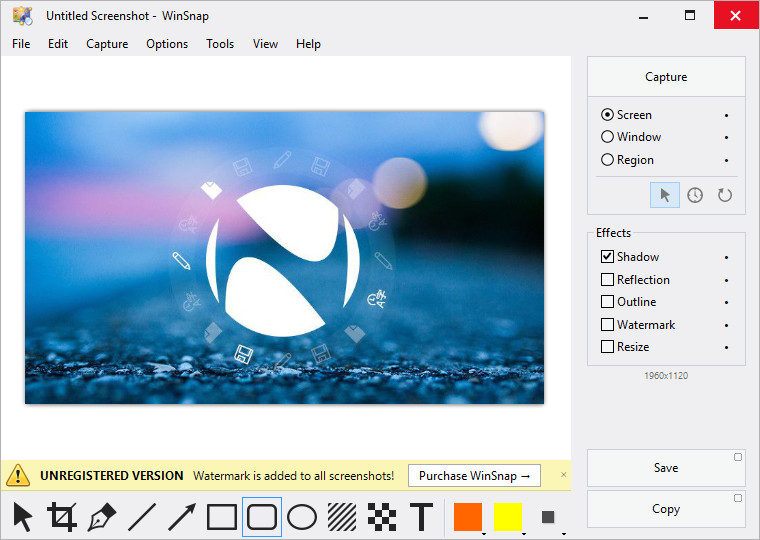 Untitled Screenshot - WinSnap
File Edit Capture Options Tools View Help
Capture
Screen
Window
Region
Effects
Shadow
Reflection
Outline
Watermark
Resize
1960x1120
UNREGISTERED VERSION Watermark is added to all screenshots! Purchase WinSnap → ×
Save
Copy
T